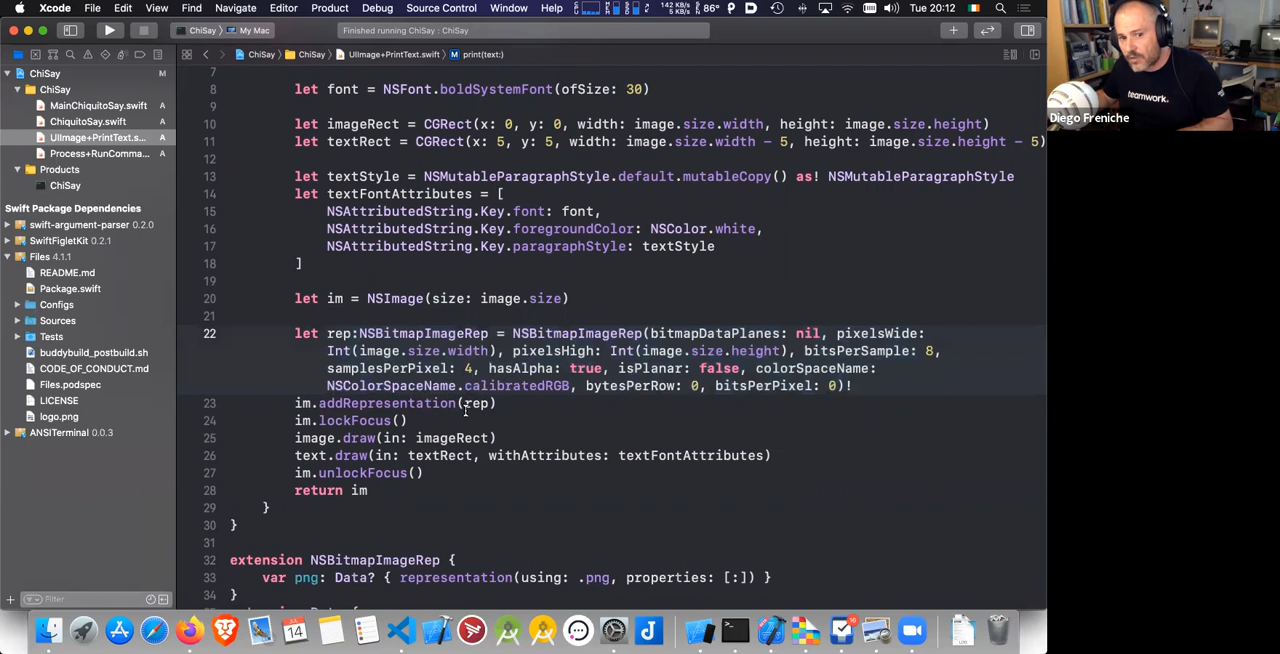 Xcode File Edit View Find Navigate Editor Product Debug Source Control Window Help 142 KB/s 5 KB/s 86° Tue 20:12
ChiSay My Mac Finished running ChiSay : ChiSay
ChiSay ChiSay UIImage+PrintText.swift print(text:)
ChiSay M
ChiSay
MainChiquitoSay.swift A
ChiquitoSay.swift A
UIImage+PrintText.s... A
Process+RunComma... A
Products
ChiSay
Swift Package Dependencies
swift-argument-parser 0.2.0
SwiftFigletKit 0.2.1
Files 4.1.1
README.md
Package.swift
Configs
Sources
Tests
buddybuild_postbuild.sh
CODE_OF_CONDUCT.md
Files.podspec
LICENSE
logo.png
ANSITerminal 0.0.3
Filter
7
8 let font = NSFont.boldSystemFont(ofSize: 30)
9
10 let imageRect = CGRect(x: 0, y: 0, width: image.size.width, height: image.size.height)
11 let textRect = CGRect(x: 5, y: 5, width: image.size.width - 5, height: image.size.height - 5)
12
13 let textStyle = NSMutableParagraphStyle.default.mutableCopy() as! NSMutableParagraphStyle
14 let textFontAttributes = [
15 NSAttributedString.Key.font: font,
16 NSAttributedString.Key.foregroundColor: NSColor.white,
17 NSAttributedString.Key.paragraphStyle: textStyle
18 ]
19
20 let im = NSImage(size: image.size)
21
22 let rep:NSBitmapImageRep = NSBitmapImageRep(bitmapDataPlanes: nil, pixelsWide:
Int(image.size.width), pixelsHigh: Int(image.size.height), bitsPerSample: 8,
samplesPerPixel: 4, hasAlpha: true, isPlanar: false, colorSpaceName:
NSColorSpaceName.calibratedRGB, bytesPerRow: 0, bitsPerPixel: 0)!
23 im.addRepresentation(rep)
24 im.lockFocus()
25 image.draw(in: imageRect)
26 text.draw(in: textRect, withAttributes: textFontAttributes)
27 im.unlockFocus()
28 return im
29 }
30 }
31
32 extension NSBitmapImageRep {
33 var png: Data? { representation(using: .png, properties: [:]) }
34 }
teamwork.
Diego Freniche
14